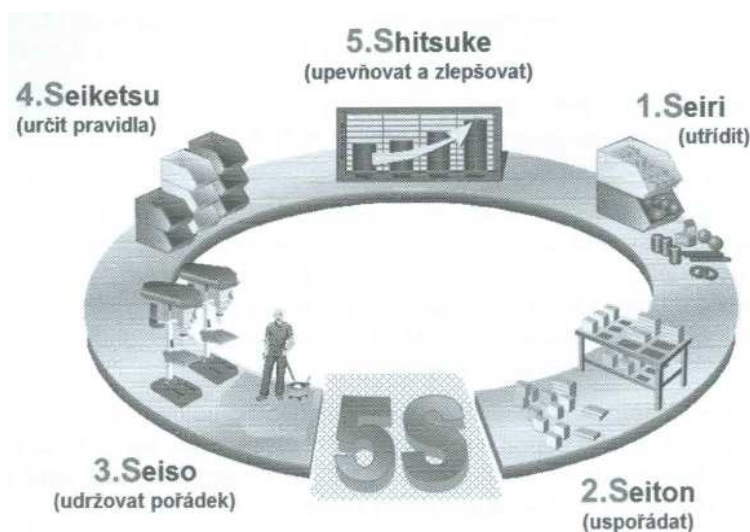 5.Shitsuke
(upevňovat a zlepšovat)
4.Seiketsu
(určit pravidla)
1.Seiri
(utřídit)
5S
3.Seiso
(udržovat pořádek)
2.Seiton
(uspořádat)